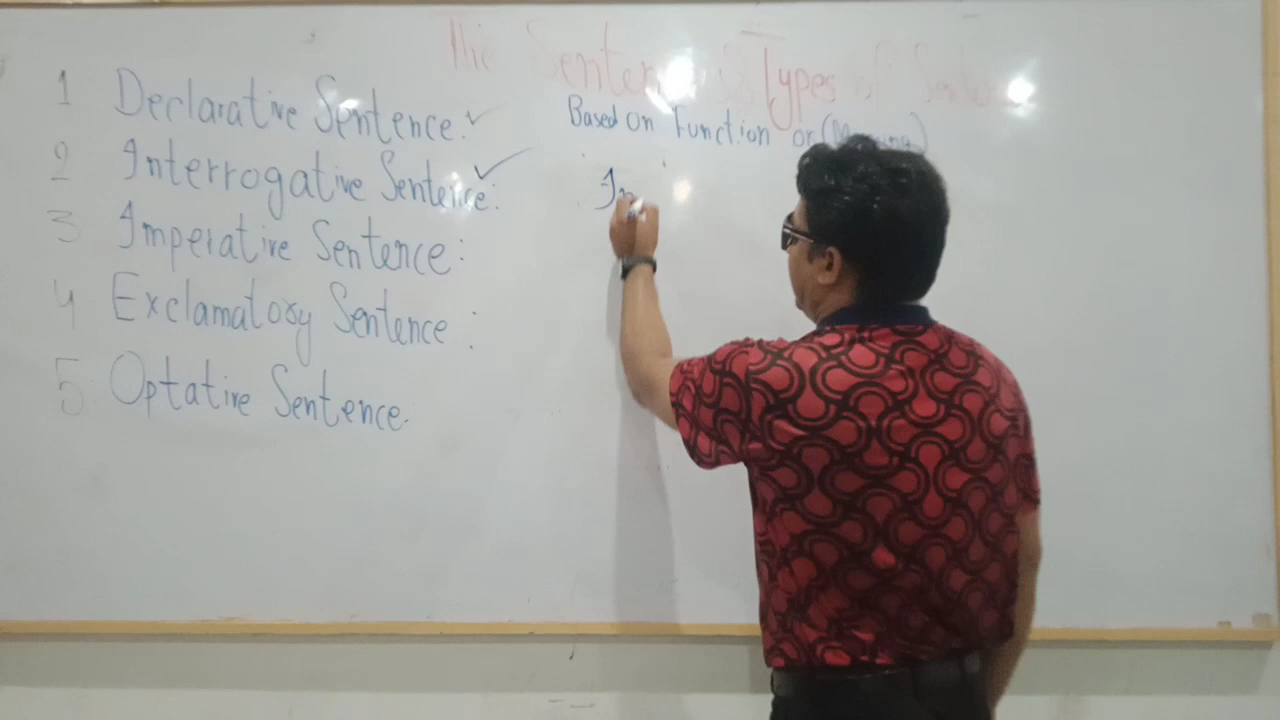 The Sentence & Types of Sentence
Based on Function or (Meaning)
1 Declarative Sentence:
2 Interrogative Sentence:
3 Imperative Sentence:
4 Exclamatory Sentence:
5 Optative Sentence.